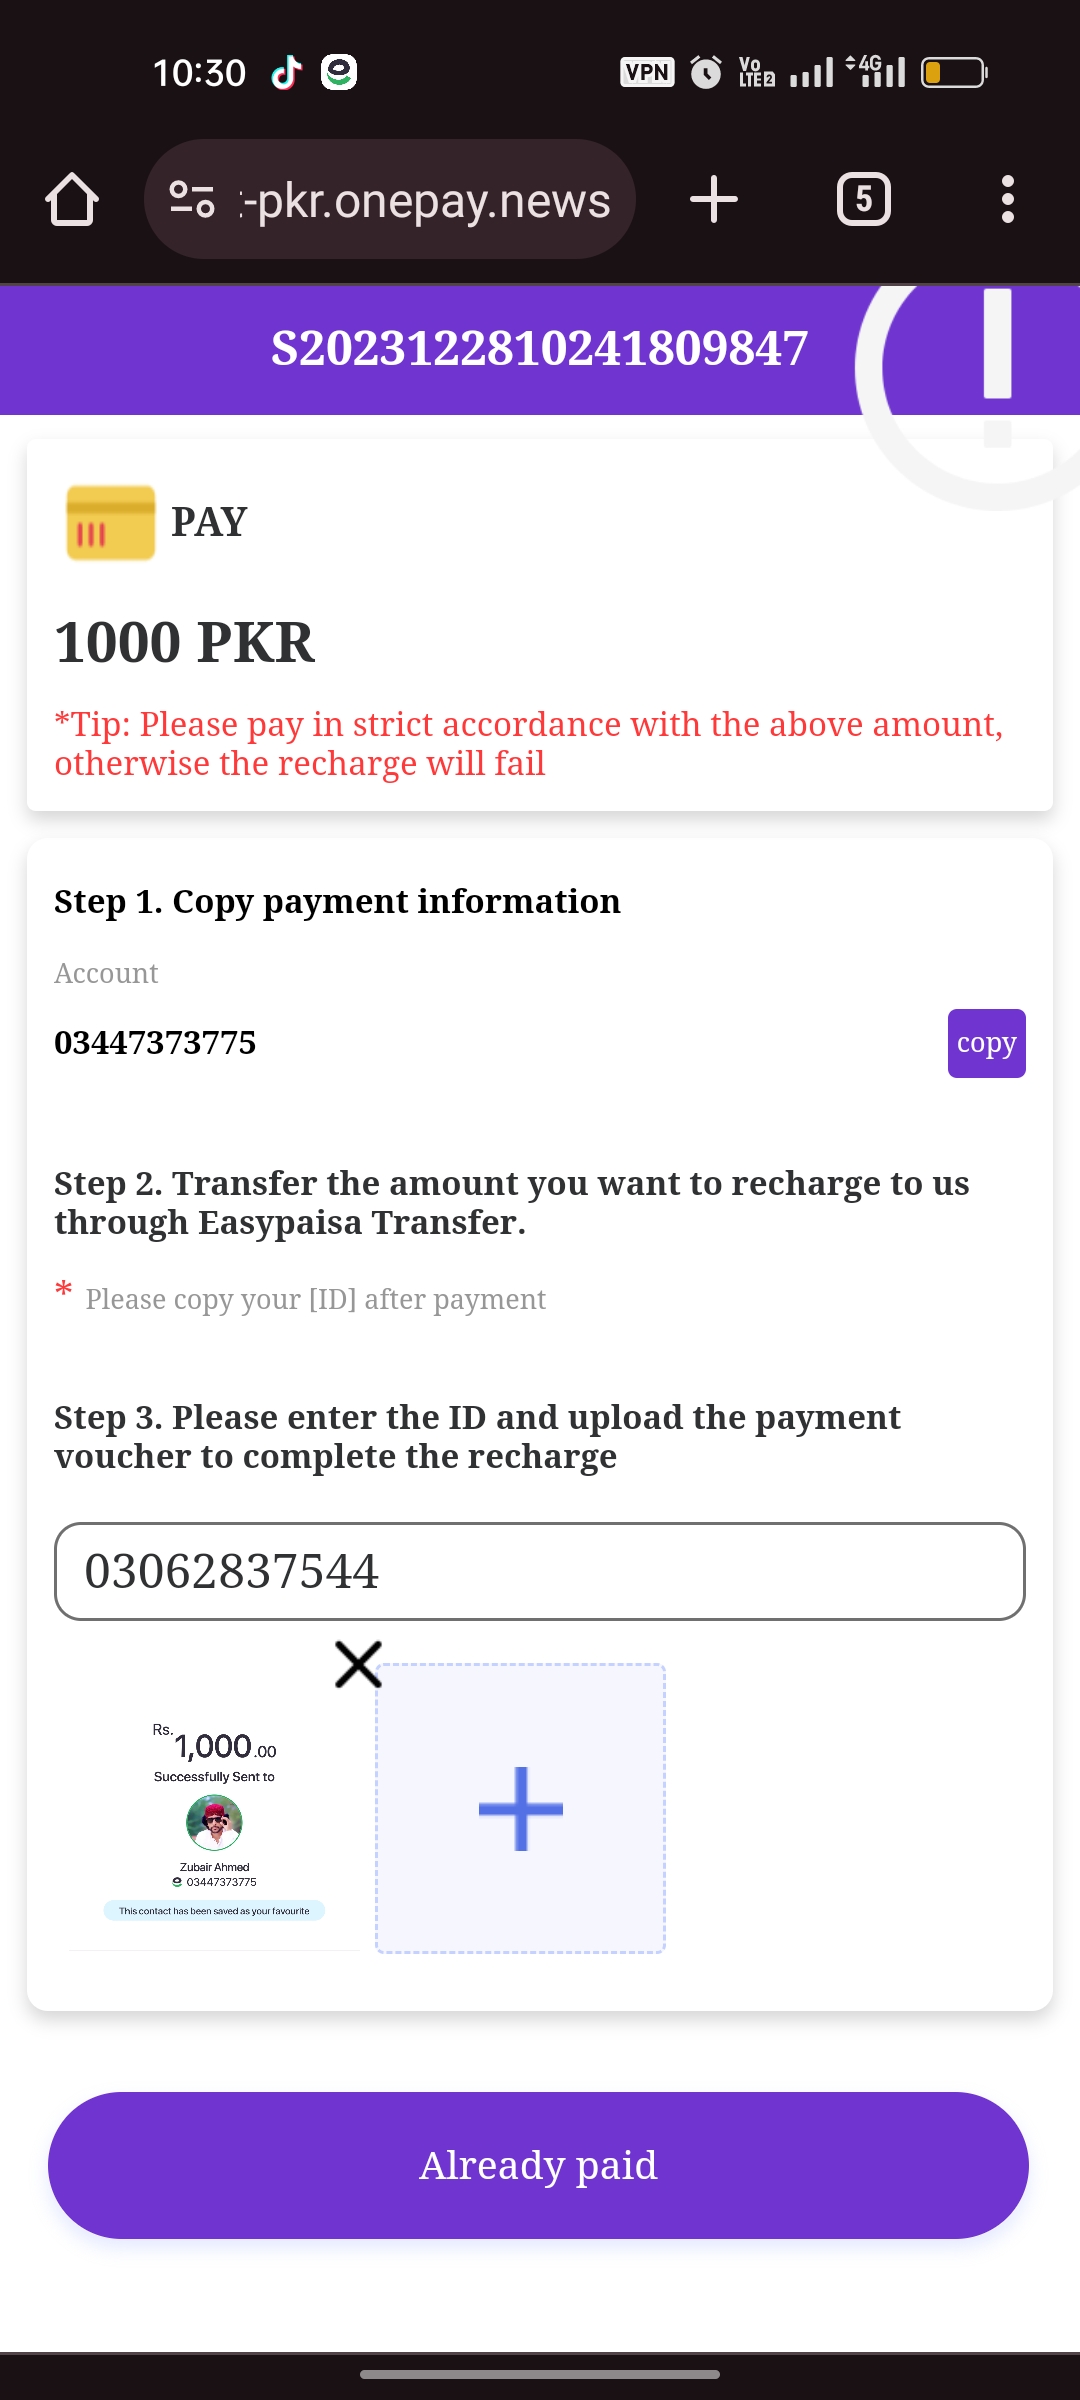 10:30
VPN
Vo
LTE2
4G
:-pkr.onepay.news
5
S2023122810241809847
PAY
1000 PKR
*Tip: Please pay in strict accordance with the above amount,
otherwise the recharge will fail
Step 1. Copy payment information
Account
03447373775
copy
Step 2. Transfer the amount you want to recharge to us
through Easypaisa Transfer.
* Please copy your [ID] after payment
Step 3. Please enter the ID and upload the payment
voucher to complete the recharge
03062837544
Rs. 1,000.00
Successfully Sent to
Zubair Ahmed
03447373775
This contact has been saved as your favourite
Already paid